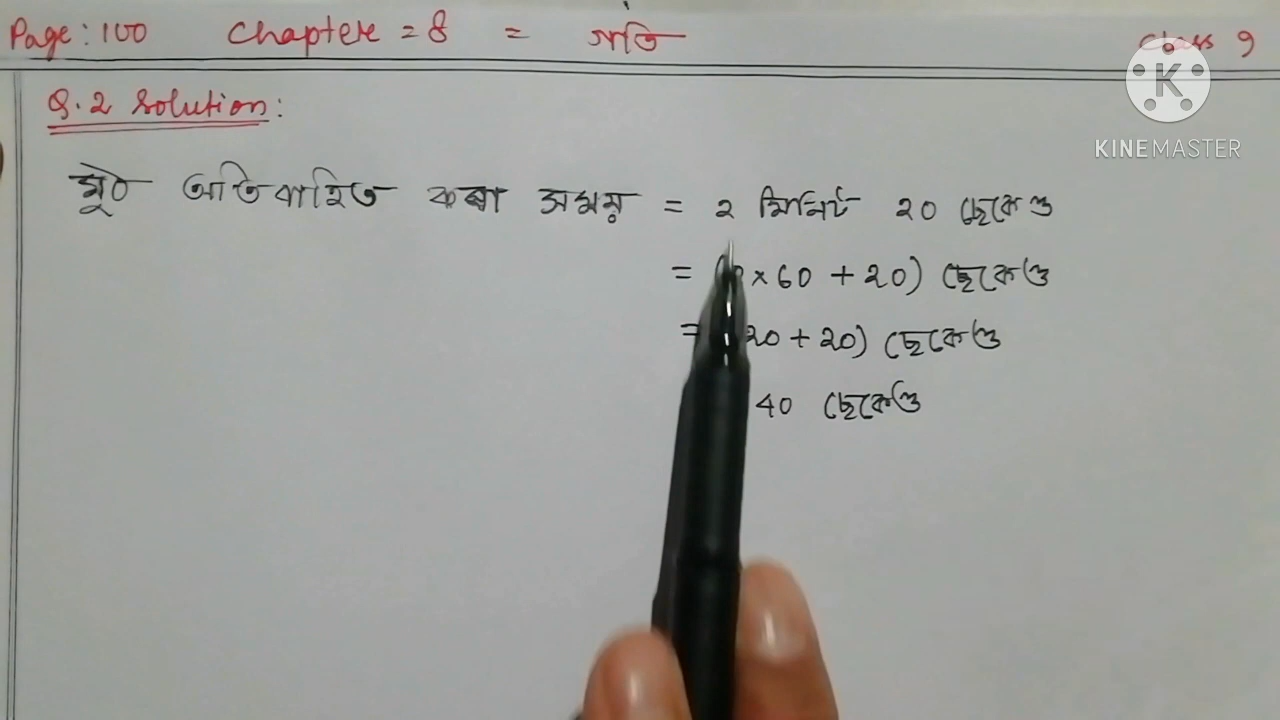 Page: 100 Chapter = 8 = গতি Class 9
KINEMASTER
Q.2 Solution:
মুঠ অতিবাহিত কৰা সময় = 2 মিনিট 20 ছেকেণ্ড
= ( × 60 + 20) ছেকেণ্ড
= 20 + 20) ছেকেণ্ড
40 ছেকেণ্ড